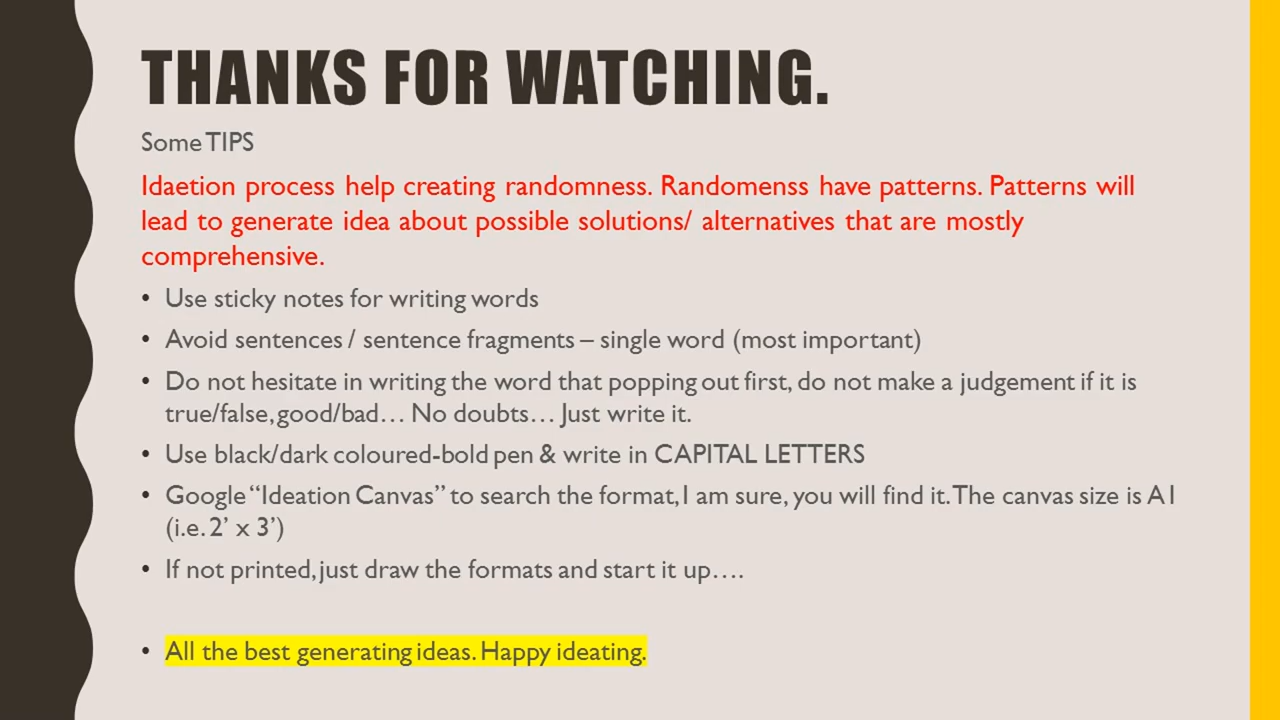 THANKS FOR WATCHING.
Some TIPS
Idaetion process help creating randomness. Randomenss have patterns. Patterns will
lead to generate idea about possible solutions/ alternatives that are mostly
comprehensive.
• Use sticky notes for writing words
• Avoid sentences / sentence fragments – single word (most important)
• Do not hesitate in writing the word that popping out first, do not make a judgement if it is
true/false, good/bad… No doubts… Just write it.
• Use black/dark coloured-bold pen & write in CAPITAL LETTERS
• Google “Ideation Canvas” to search the format, I am sure, you will find it. The canvas size is A1
(i.e. 2’ x 3’)
• If not printed, just draw the formats and start it up….
• All the best generating ideas. Happy ideating.